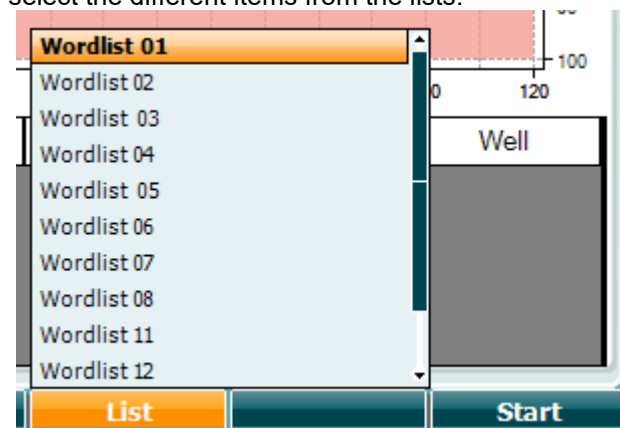 select the different items from the lists.
Wordlist 01
Wordlist 02
Wordlist 03
Wordlist 04
Wordlist 05
Wordlist 06
Wordlist 07
Wordlist 08
Wordlist 11
Wordlist 12
100
120
Well
List
Start